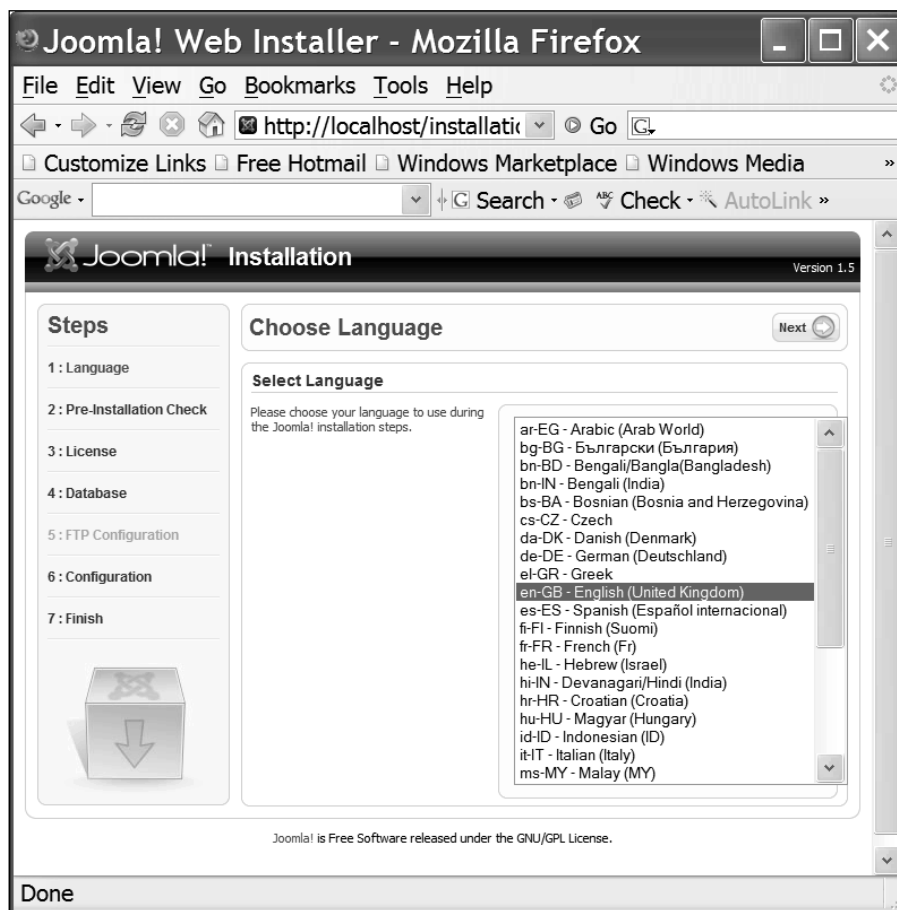 Joomla! Web Installer - Mozilla Firefox
File Edit View Go Bookmarks Tools Help
http://localhost/installatic Go G
Customize Links Free Hotmail Windows Marketplace Windows Media »
Google G Search ABC Check AutoLink »
Joomla!™ Installation
Version 1.5
Steps
1 : Language
2 : Pre-Installation Check
3 : License
4 : Database
5 : FTP Configuration
6 : Configuration
7 : Finish
Choose Language
Next
Select Language
Please choose your language to use during
the Joomla! installation steps.
ar-EG - Arabic (Arab World)
bg-BG - Български (България)
bn-BD - Bengali/Bangla(Bangladesh)
bn-IN - Bengali (India)
bs-BA - Bosnian (Bosnia and Herzegovina)
cs-CZ - Czech
da-DK - Danish (Denmark)
de-DE - German (Deutschland)
el-GR - Greek
en-GB - English (United Kingdom)
es-ES - Spanish (Español internacional)
fi-FI - Finnish (Suomi)
fr-FR - French (Fr)
he-IL - Hebrew (Israel)
hi-IN - Devanagari/Hindi (India)
hr-HR - Croatian (Croatia)
hu-HU - Magyar (Hungary)
id-ID - Indonesian (ID)
it-IT - Italian (Italy)
ms-MY - Malay (MY)
Joomla! is Free Software released under the GNU/GPL License.
Done